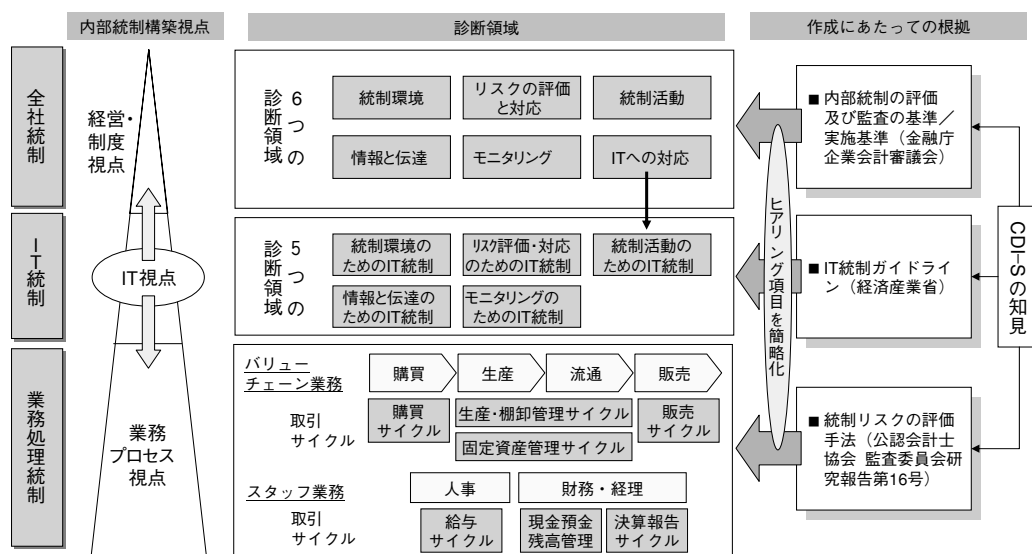 内部統制構築視点
診断領域
作成にあたっての根拠
全社統制
経営・
制度
視点
6つの
診断領域
統制環境
リスクの評価
と対応
統制活動
情報と伝達
モニタリング
ITへの対応
■ 内部統制の評価
及び監査の基準／
実施基準（金融庁
企業会計審議会）
IT統制
IT視点
5つの
診断領域
統制環境の
ためのIT統制
ﾘｽｸ評価・対応
のためのIT統制
統制活動の
ためのIT統制
情報と伝達の
ためのIT統制
モニタリングの
ためのIT統制
ヒアリング項目を簡略化
■ IT統制ガイドライ
ン（経済産業省）
CDI-Sの知見
業務処理統制
業務
プロセス
視点
バリュー
チェーン業務
購買
生産
流通
販売
取引
サイクル
購買
サイクル
生産・棚卸管理サイクル
固定資産管理サイクル
販売
サイクル
スタッフ業務
人事
財務・経理
取引
サイクル
給与
サイクル
現金預金
残高管理
決算報告
サイクル
■ 統制リスクの評価
手法（公認会計士
協会 監査委員会研
究報告第16号）